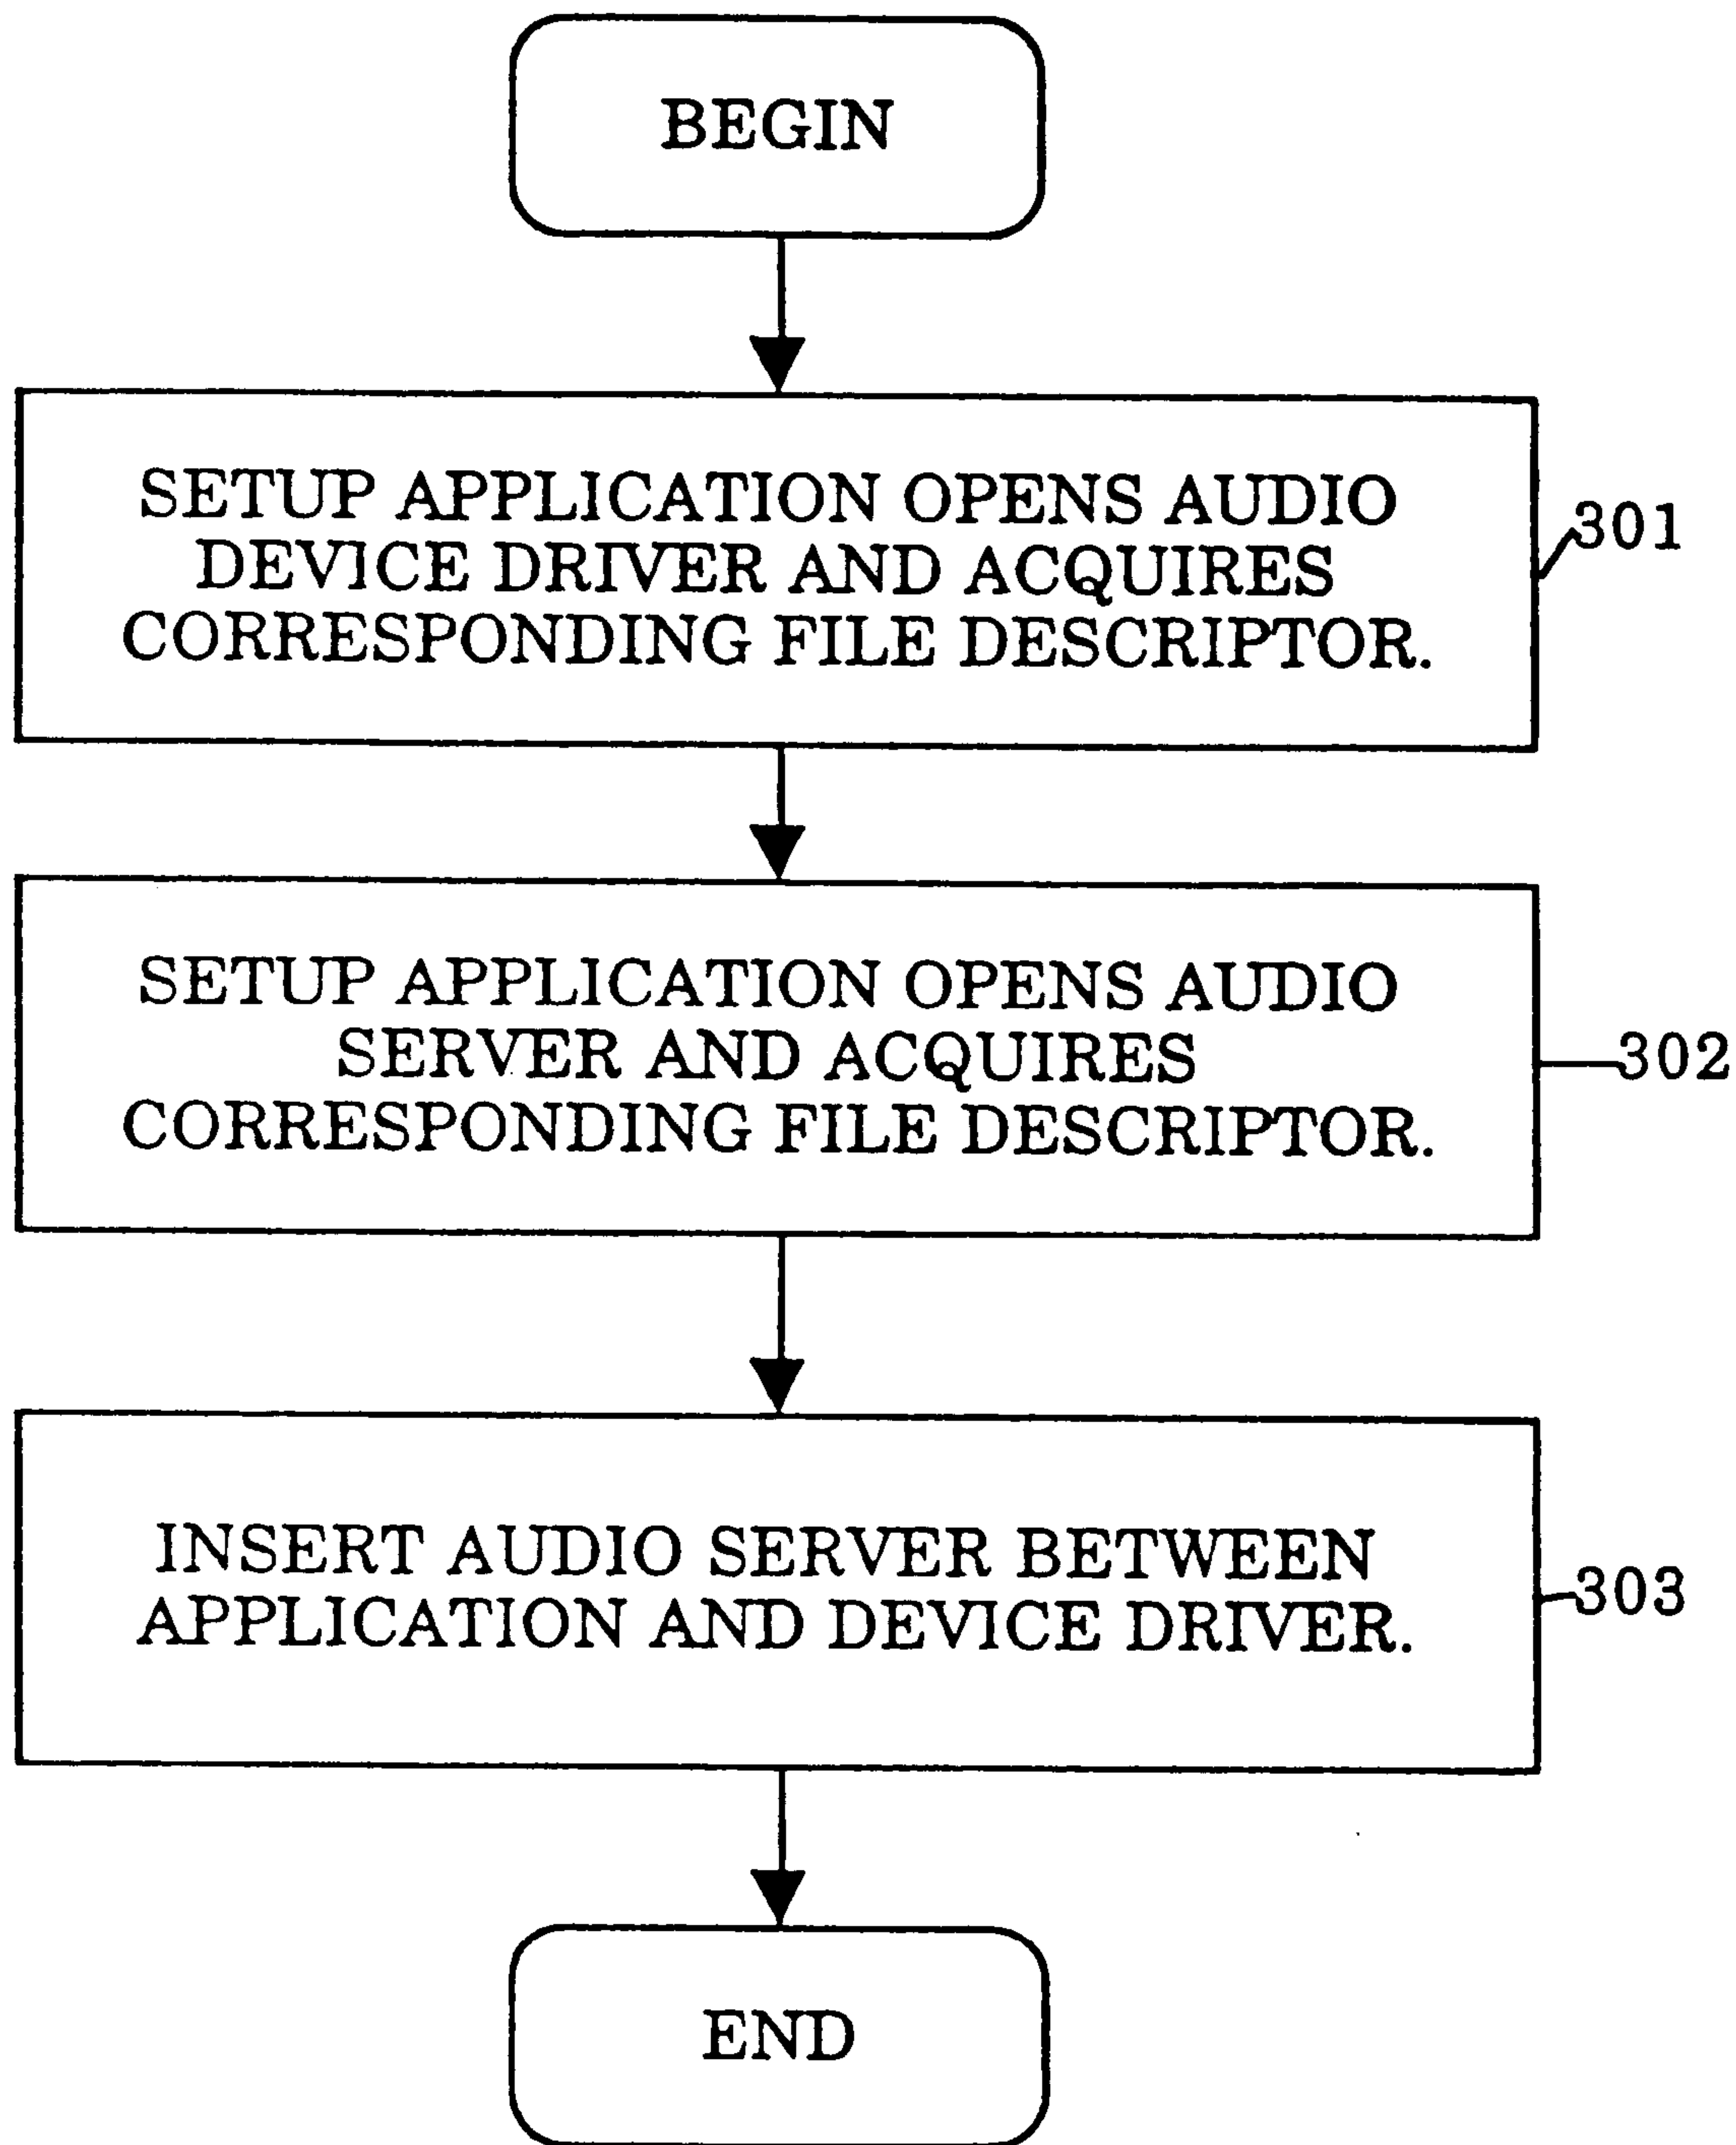 BEGIN
SETUP APPLICATION OPENS AUDIO
DEVICE DRIVER AND ACQUIRES
CORRESPONDING FILE DESCRIPTOR.
301
SETUP APPLICATION OPENS AUDIO
SERVER AND ACQUIRES
CORRESPONDING FILE DESCRIPTOR.
302
INSERT AUDIO SERVER BETWEEN
APPLICATION AND DEVICE DRIVER.
303
END